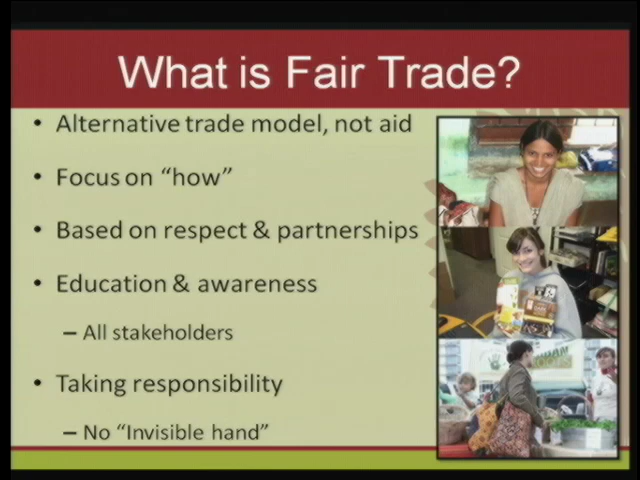 What is Fair Trade?
• Alternative trade model, not aid
• Focus on “how”
• Based on respect & partnerships
• Education & awareness
– All stakeholders
• Taking responsibility
– No “Invisible hand”